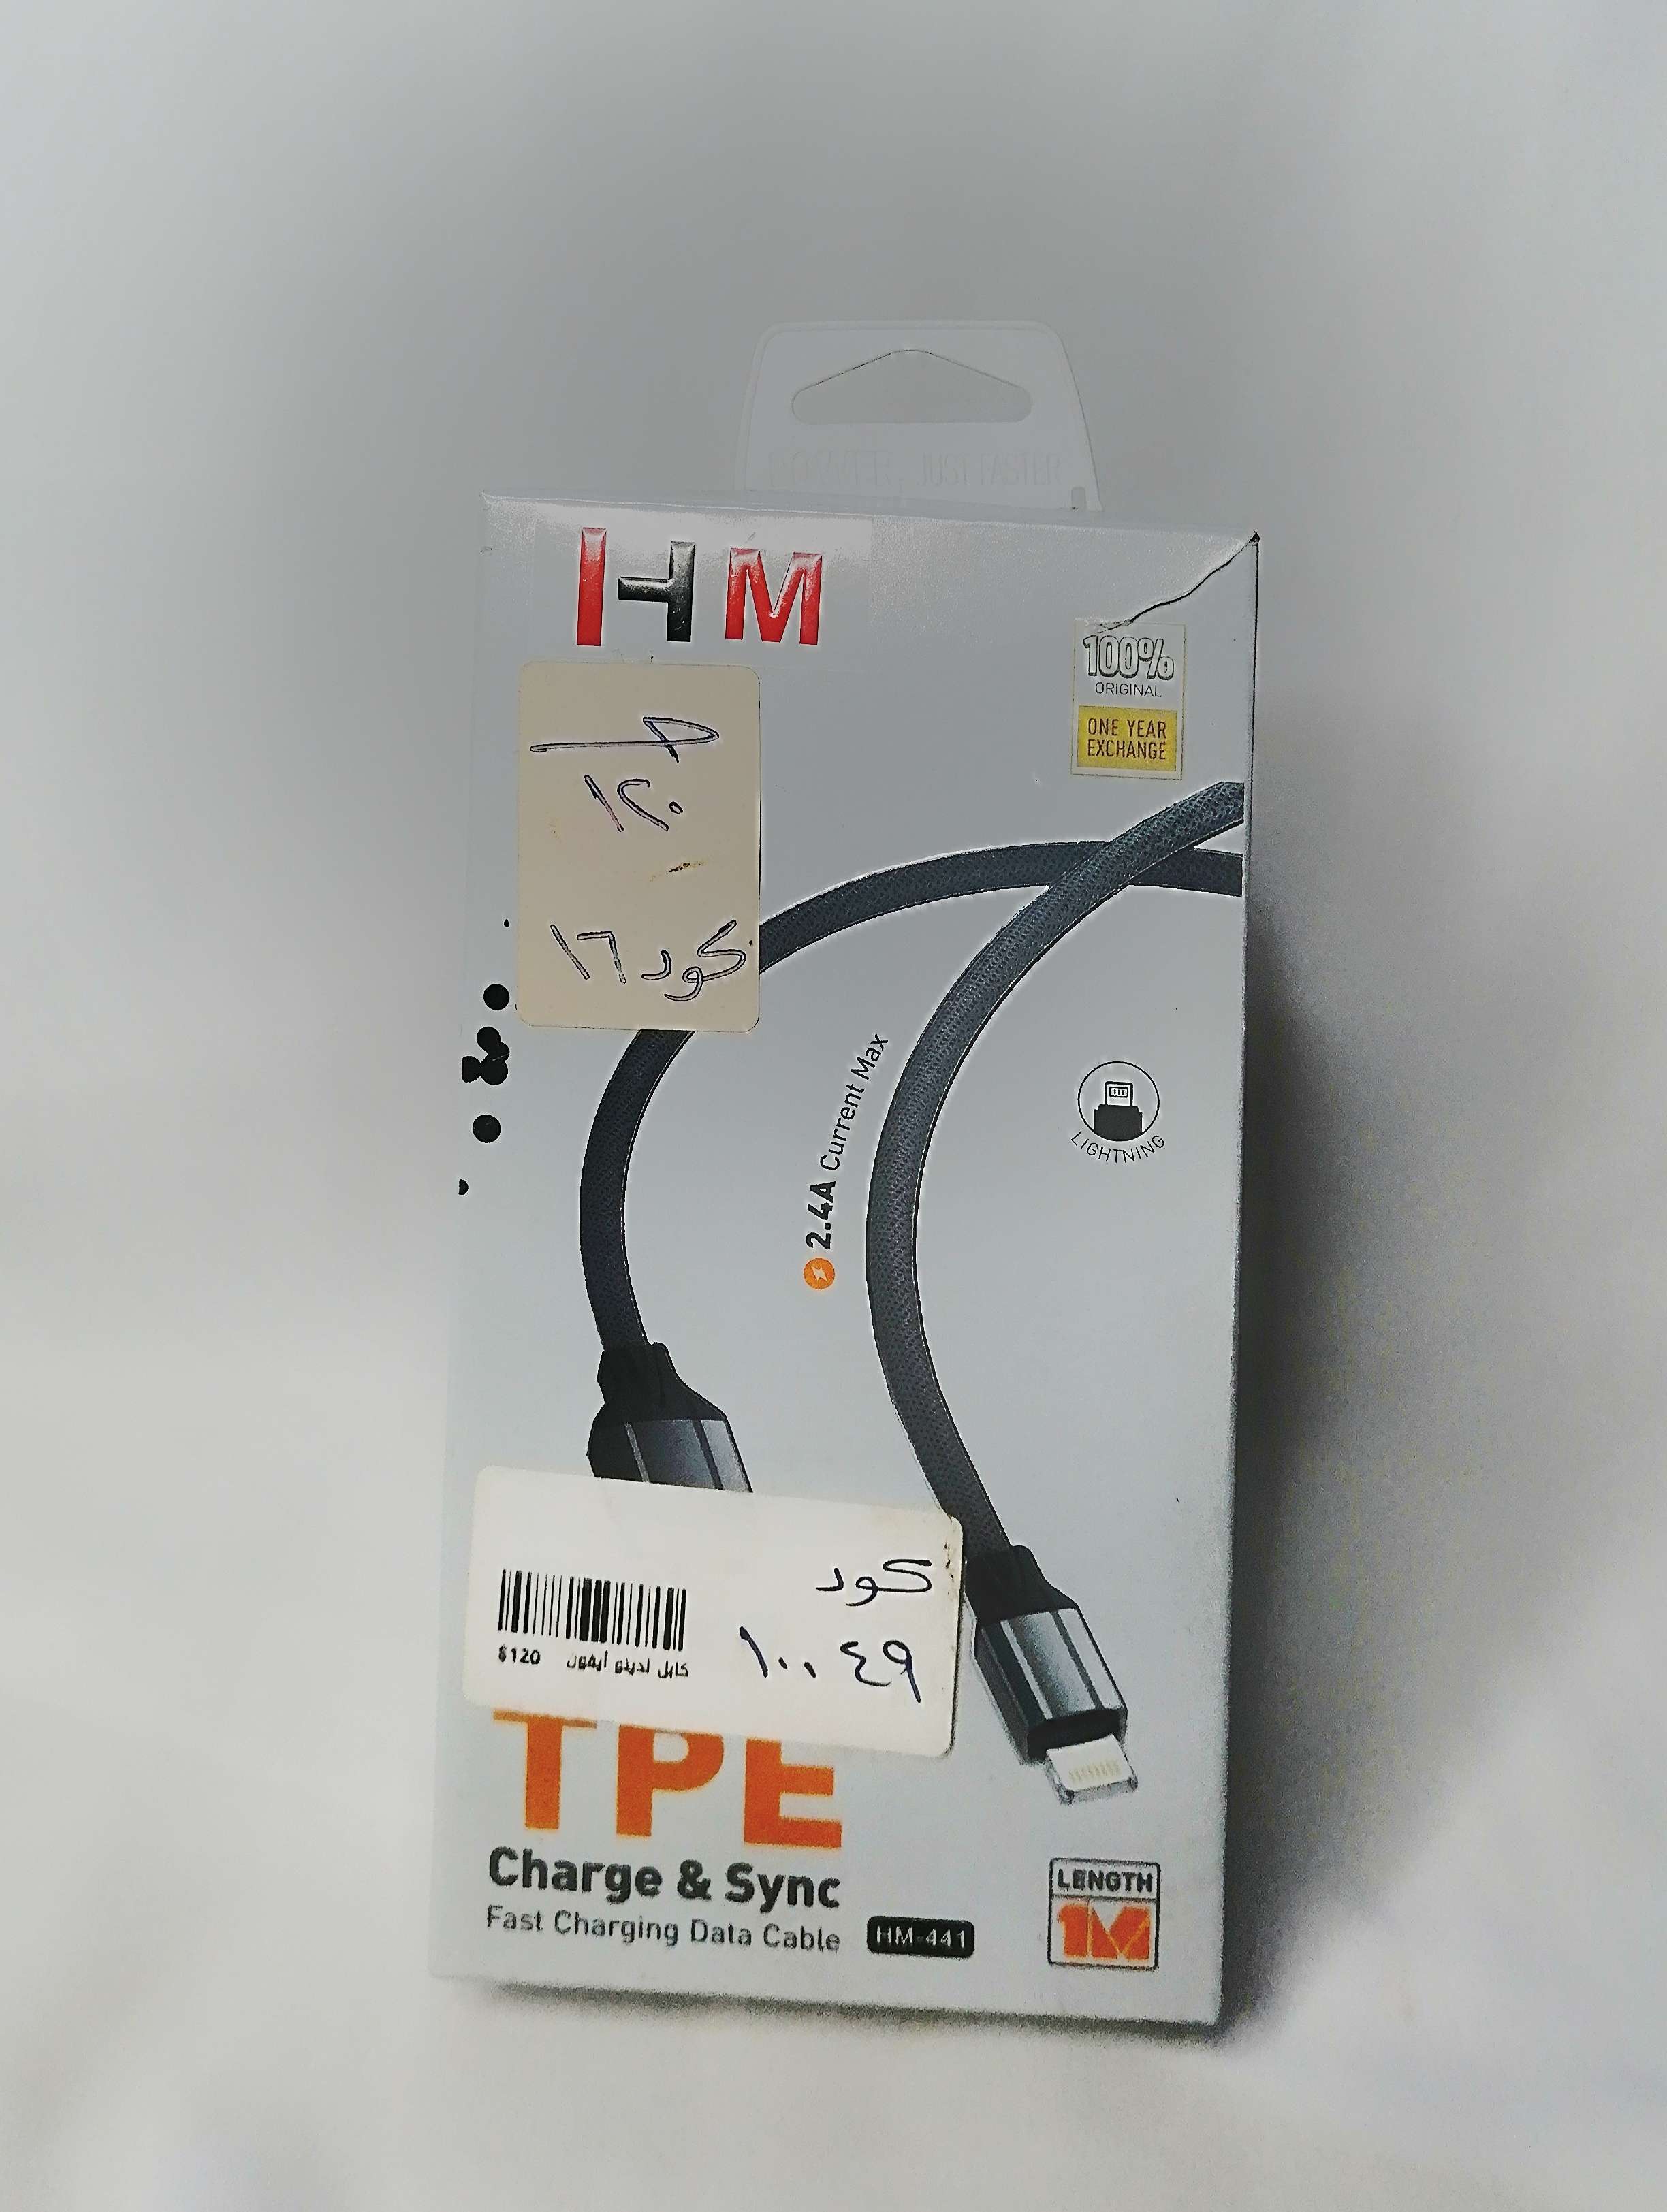 HM
100%
ORIGINAL
ONE YEAR
EXCHANGE
١٢٠
كود ١٦
2.4A Current Max
LIGHTNING
كود
١٠٠٤٩
$120 كابل لدينو أيفون
TPE
Charge & Sync
Fast Charging Data Cable HM-441
LENGTH
1M